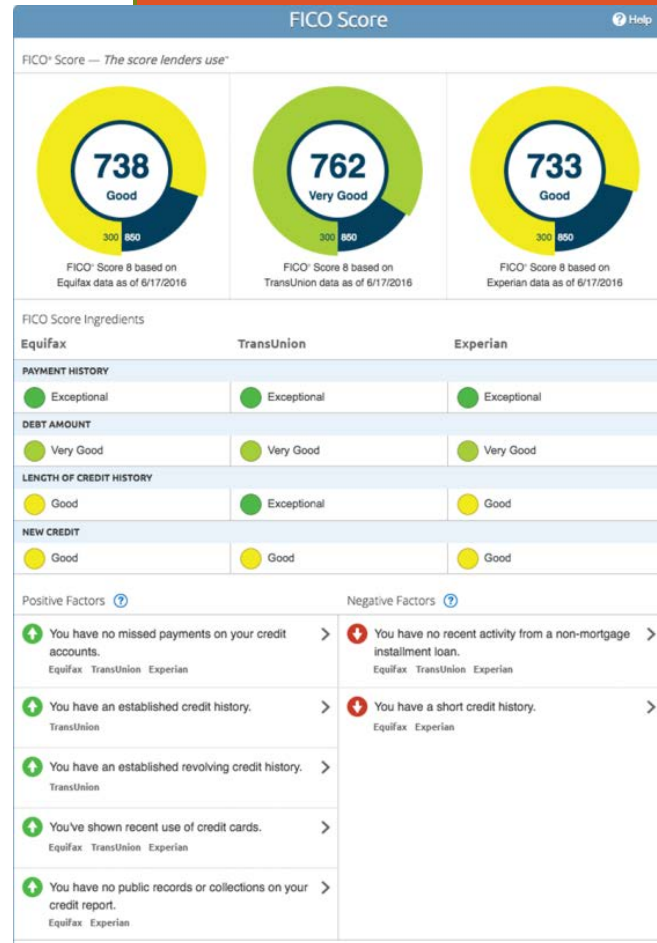 FICO Score
? Help
FICO® Score — The score lenders use™
738
Good
300 850
FICO® Score 8 based on
Equifax data as of 6/17/2016
762
Very Good
300 850
FICO® Score 8 based on
TransUnion data as of 6/17/2016
733
Good
300 850
FICO® Score 8 based on
Experian data as of 6/17/2016
FICO Score Ingredients
Equifax TransUnion Experian
PAYMENT HISTORY
Exceptional Exceptional Exceptional
DEBT AMOUNT
Very Good Very Good Very Good
LENGTH OF CREDIT HISTORY
Good Exceptional Good
NEW CREDIT
Good Good Good
Positive Factors ?
You have no missed payments on your credit
accounts.
Equifax TransUnion Experian
You have an established credit history.
TransUnion
You have an established revolving credit history.
TransUnion
You've shown recent use of credit cards.
Equifax TransUnion Experian
You have no public records or collections on your
credit report.
Equifax Experian
Negative Factors ?
You have no recent activity from a non-mortgage
installment loan.
Equifax TransUnion Experian
You have a short credit history.
Equifax Experian